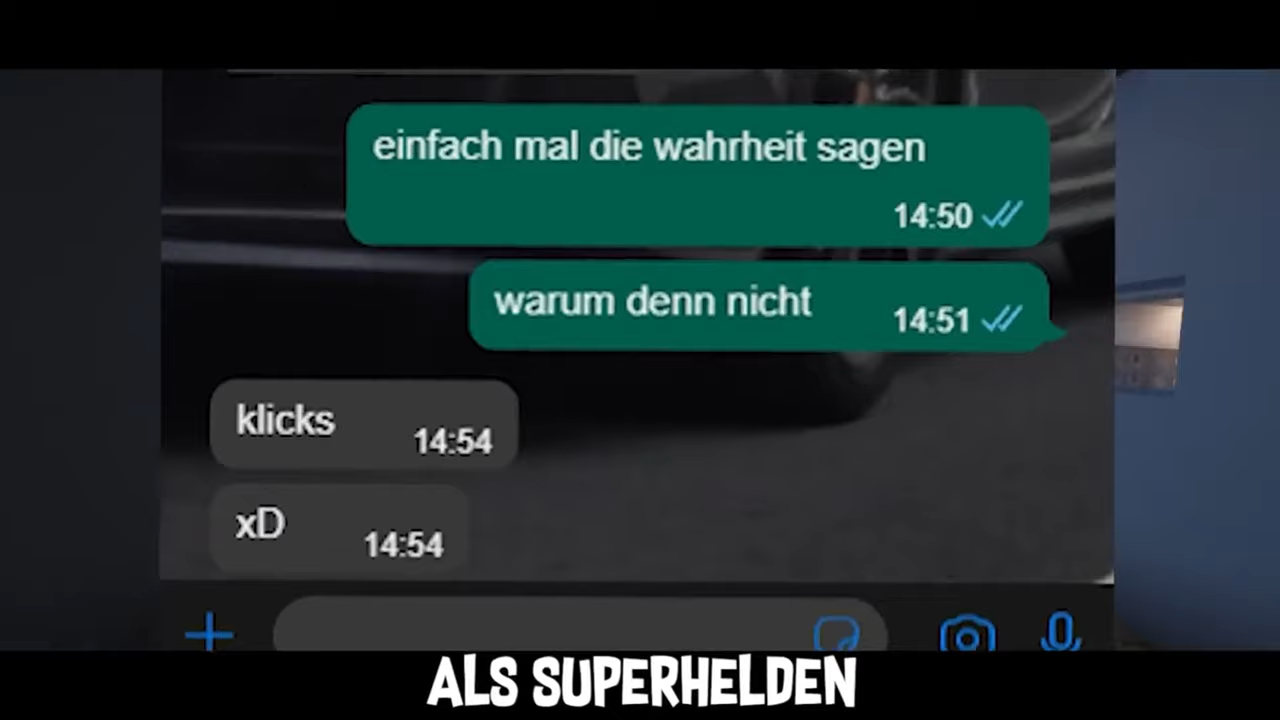 einfach mal die wahrheit sagen
14:50
warum denn nicht 14:51
klicks 14:54
xD 14:54
ALS SUPERHELDEN